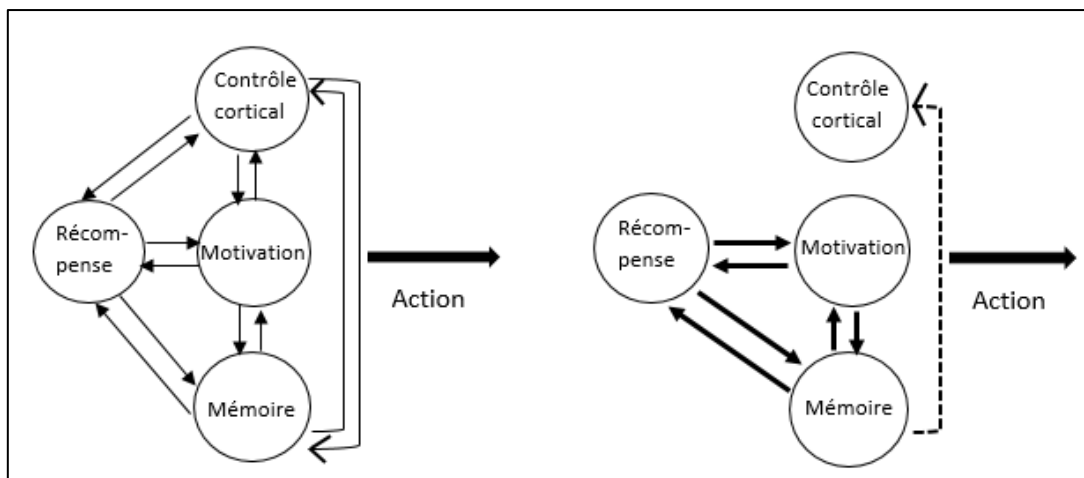 Contrôle
cortical
Récom-
pense
Motivation
Mémoire
Action
Contrôle
cortical
Récom-
pense
Motivation
Mémoire
Action